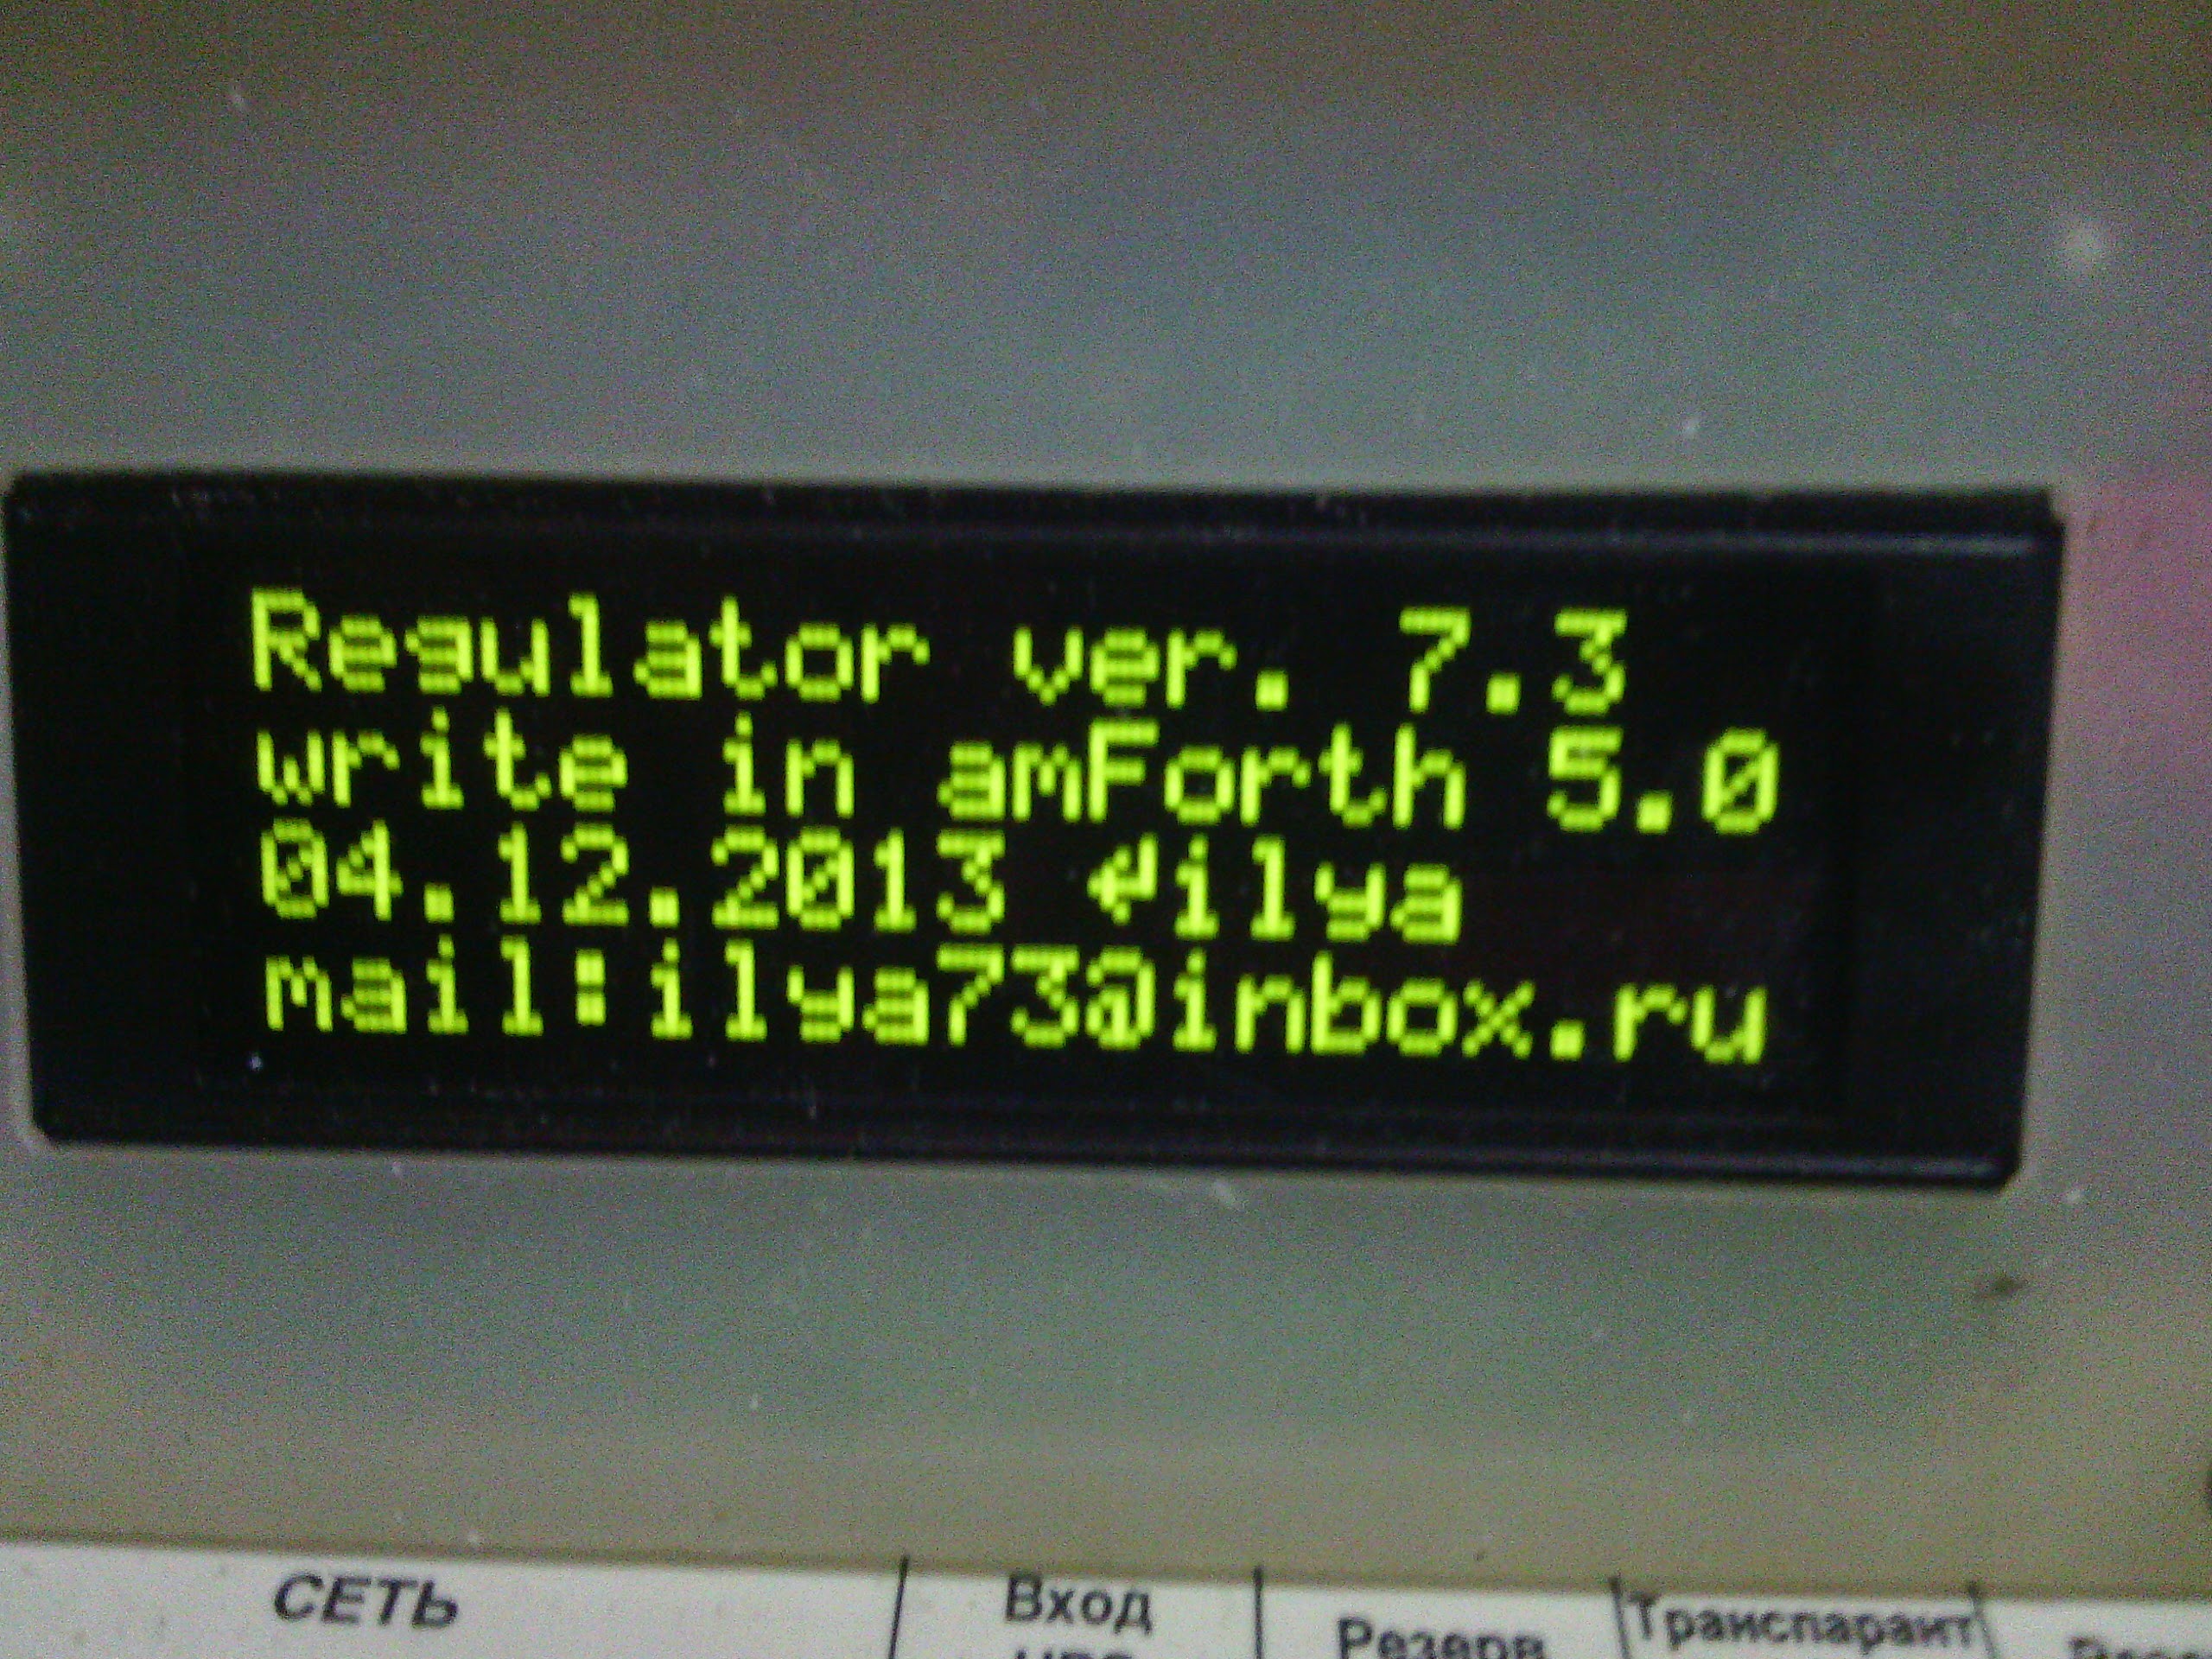 Regulator ver. 7.3
write in amForth 5.0
04.12.2013 ↲ilya
mail:ilya73@inbox.ru
СЕТЬ
Вход
Резерв
Транспарант